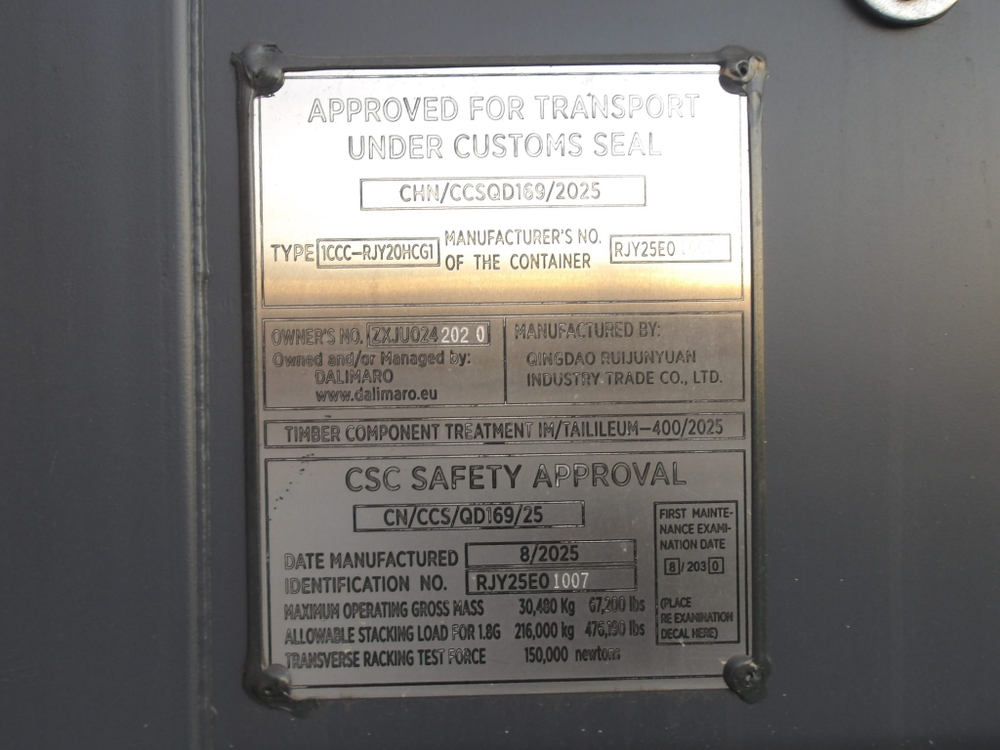 APPROVED FOR TRANSPORT
UNDER CUSTOMS SEAL
CHN/CCSQD169/2025
TYPE 1CCC-RJY20HCG1 MANUFACTURER'S NO. OF THE CONTAINER RJY25E01007
OWNER'S NO. ZXJU024 202 0
Owned and/or Managed by:
DALIMARO
www.dalimaro.eu
MANUFACTURED BY:
QINGDAO RUIJUNYUAN
INDUSTRY TRADE CO., LTD.
TIMBER COMPONENT TREATMENT IM/TAILILEUM-400/2025
CSC SAFETY APPROVAL
CN/CCS/QD169/25
DATE MANUFACTURED 8/2025
IDENTIFICATION NO. RJY25E01007
MAXIMUM OPERATING GROSS MASS 30,480 Kg 67,200 lbs
ALLOWABLE STACKING LOAD FOR 1.8G 216,000 kg 476,190 lbs
TRANSVERSE RACKING TEST FORCE 150,000 newtons
FIRST MAINTE-
NANCE EXAMI-
NATION DATE
8/2030
(PLACE
RE EXAMINATION
DECAL HERE)